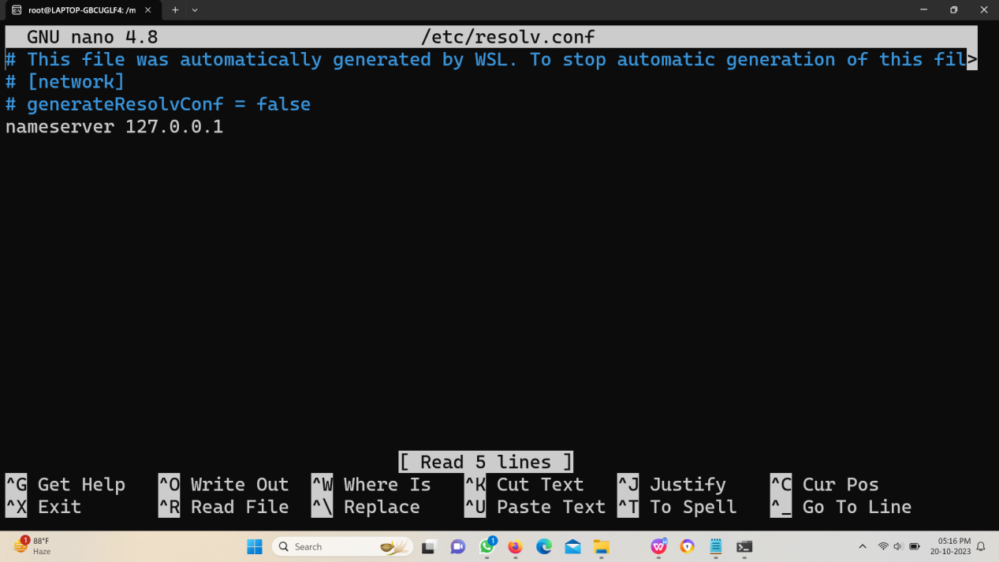 root@LAPTOP-GBCUGLF4: /m
GNU nano 4.8 /etc/resolv.conf
# This file was automatically generated by WSL. To stop automatic generation of this fil>
# [network]
# generateResolvConf = false
nameserver 127.0.0.1
[ Read 5 lines ]
^G Get Help ^O Write Out ^W Where Is ^K Cut Text ^J Justify ^C Cur Pos
^X Exit ^R Read File ^\ Replace ^U Paste Text ^T To Spell ^_ Go To Line
1 88°F
Haze
Search
1
05:16 PM
20-10-2023